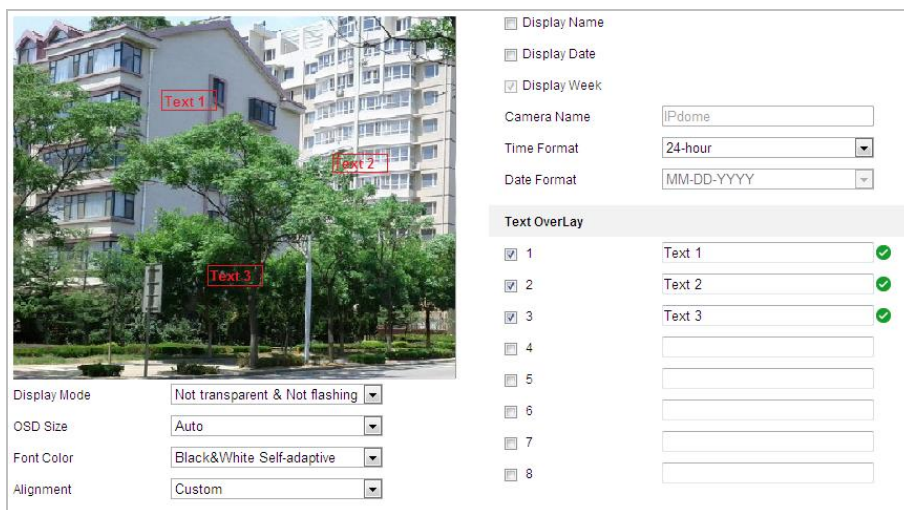 Text 1
Text 2
Text 3
Display Mode
Not transparent & Not flashing
OSD Size
Auto
Font Color
Black&White Self-adaptive
Alignment
Custom
Display Name
Display Date
Display Week
Camera Name
IPdome
Time Format
24-hour
Date Format
MM-DD-YYYY
Text OverLay
1
Text 1
2
Text 2
3
Text 3
4
5
6
7
8